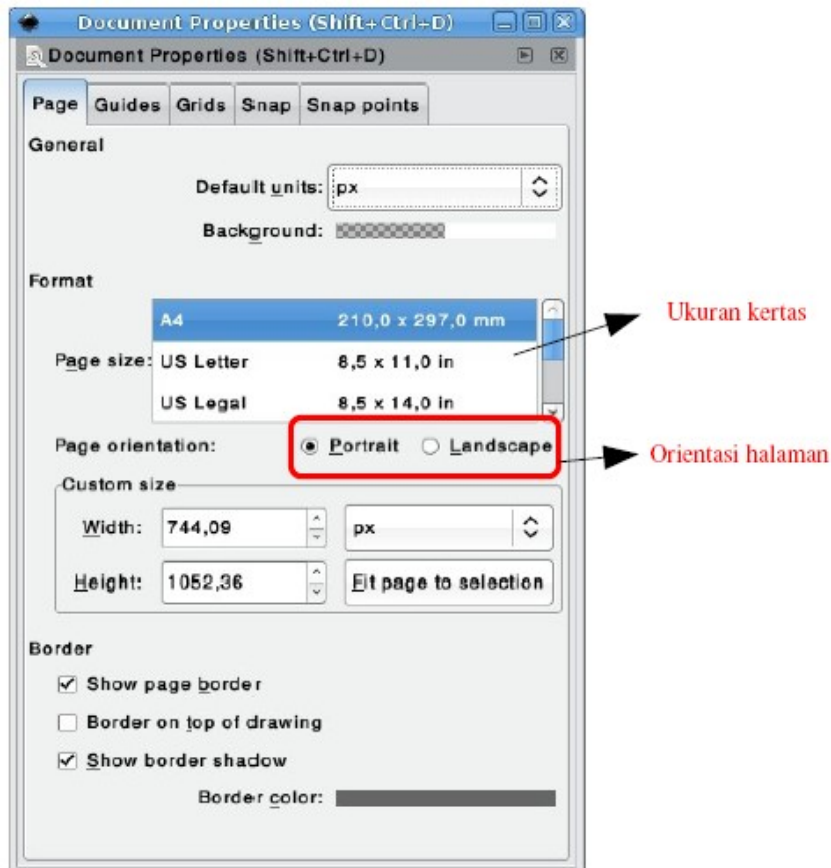 Document Properties (Shift+Ctrl+D)
Document Properties (Shift+Ctrl+D)
Page Guides Grids Snap Snap points
General
Default units: px
Background:
Format
A4 210,0 x 297,0 mm
Ukuran kertas
Page size: US Letter 8,5 x 11,0 in
US Legal 8,5 x 14,0 in
Page orientation: Portrait Landscape
Orientasi halaman
Custom size
Width: 744,09 px
Height: 1052,36 Fit page to selection
Border
Show page border
Border on top of drawing
Show border shadow
Border color: